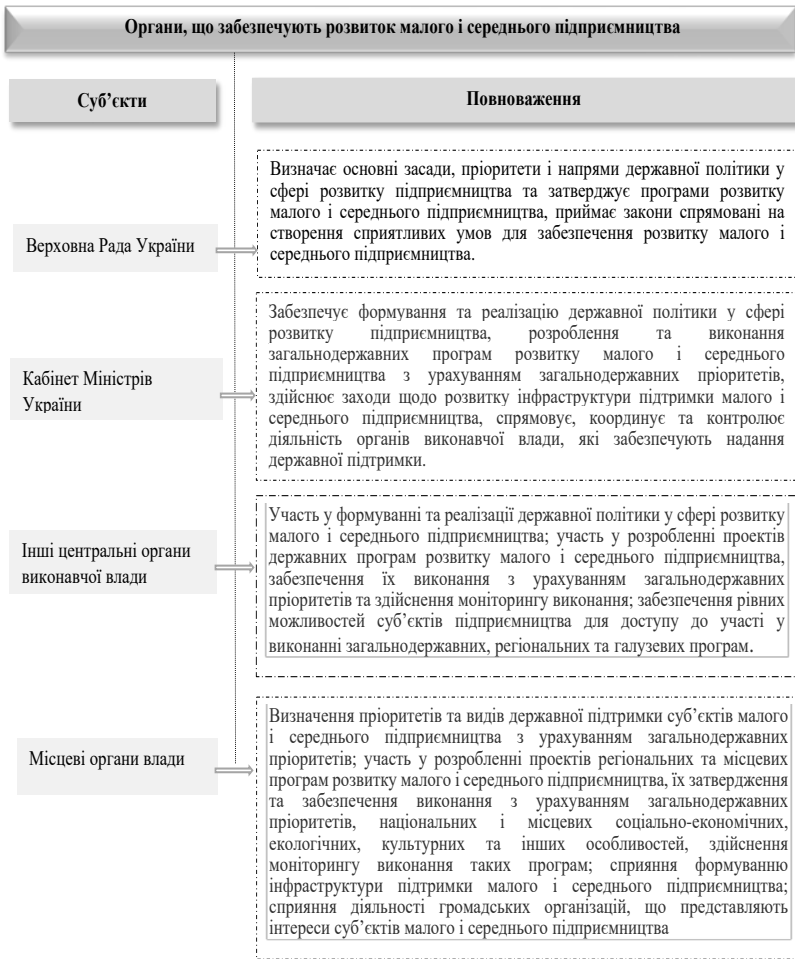 Органи, що забезпечують розвиток малого і середнього підприємництва
Суб’єкти
Повноваження
Верховна Рада України
Визначає основні засади, пріоритети і напрями державної політики у
сфері розвитку підприємництва та затверджує програми розвитку
малого і середнього підприємництва, приймає закони спрямовані на
створення сприятливих умов для забезпечення розвитку малого і
середнього підприємництва.
Кабінет Міністрів
України
Забезпечує формування та реалізацію державної політики у сфері
розвитку підприємництва, розроблення та виконання
загальнодержавних програм розвитку малого і середнього
підприємництва з урахуванням загальнодержавних пріоритетів,
здійснює заходи щодо розвитку інфраструктури підтримки малого і
середнього підприємництва, спрямовує, координує та контролює
діяльність органів виконавчої влади, які забезпечують надання
державної підтримки.
Інші центральні органи
виконавчої влади
Участь у формуванні та реалізації державної політики у сфері розвитку
малого і середнього підприємництва; участь у розробленні проектів
державних програм розвитку малого і середнього підприємництва,
забезпечення їх виконання з урахуванням загальнодержавних
пріоритетів та здійснення моніторингу виконання; забезпечення рівних
можливостей суб’єктів підприємництва для доступу до участі у
виконанні загальнодержавних, регіональних та галузевих програм.
Місцеві органи влади
Визначення пріоритетів та видів державної підтримки суб’єктів малого
і середнього підприємництва з урахуванням загальнодержавних
пріоритетів; участь у розробленні проектів регіональних та місцевих
програм розвитку малого і середнього підприємництва, їх затвердження
та забезпечення виконання з урахуванням загальнодержавних
пріоритетів, національних і місцевих соціально-економічних,
екологічних, культурних та інших особливостей, здійснення
моніторингу виконання таких програм; сприяння формуванню
інфраструктури підтримки малого і середнього підприємництва;
сприяння діяльності громадських організацій, що представляють
інтереси суб’єктів малого і середнього підприємництва